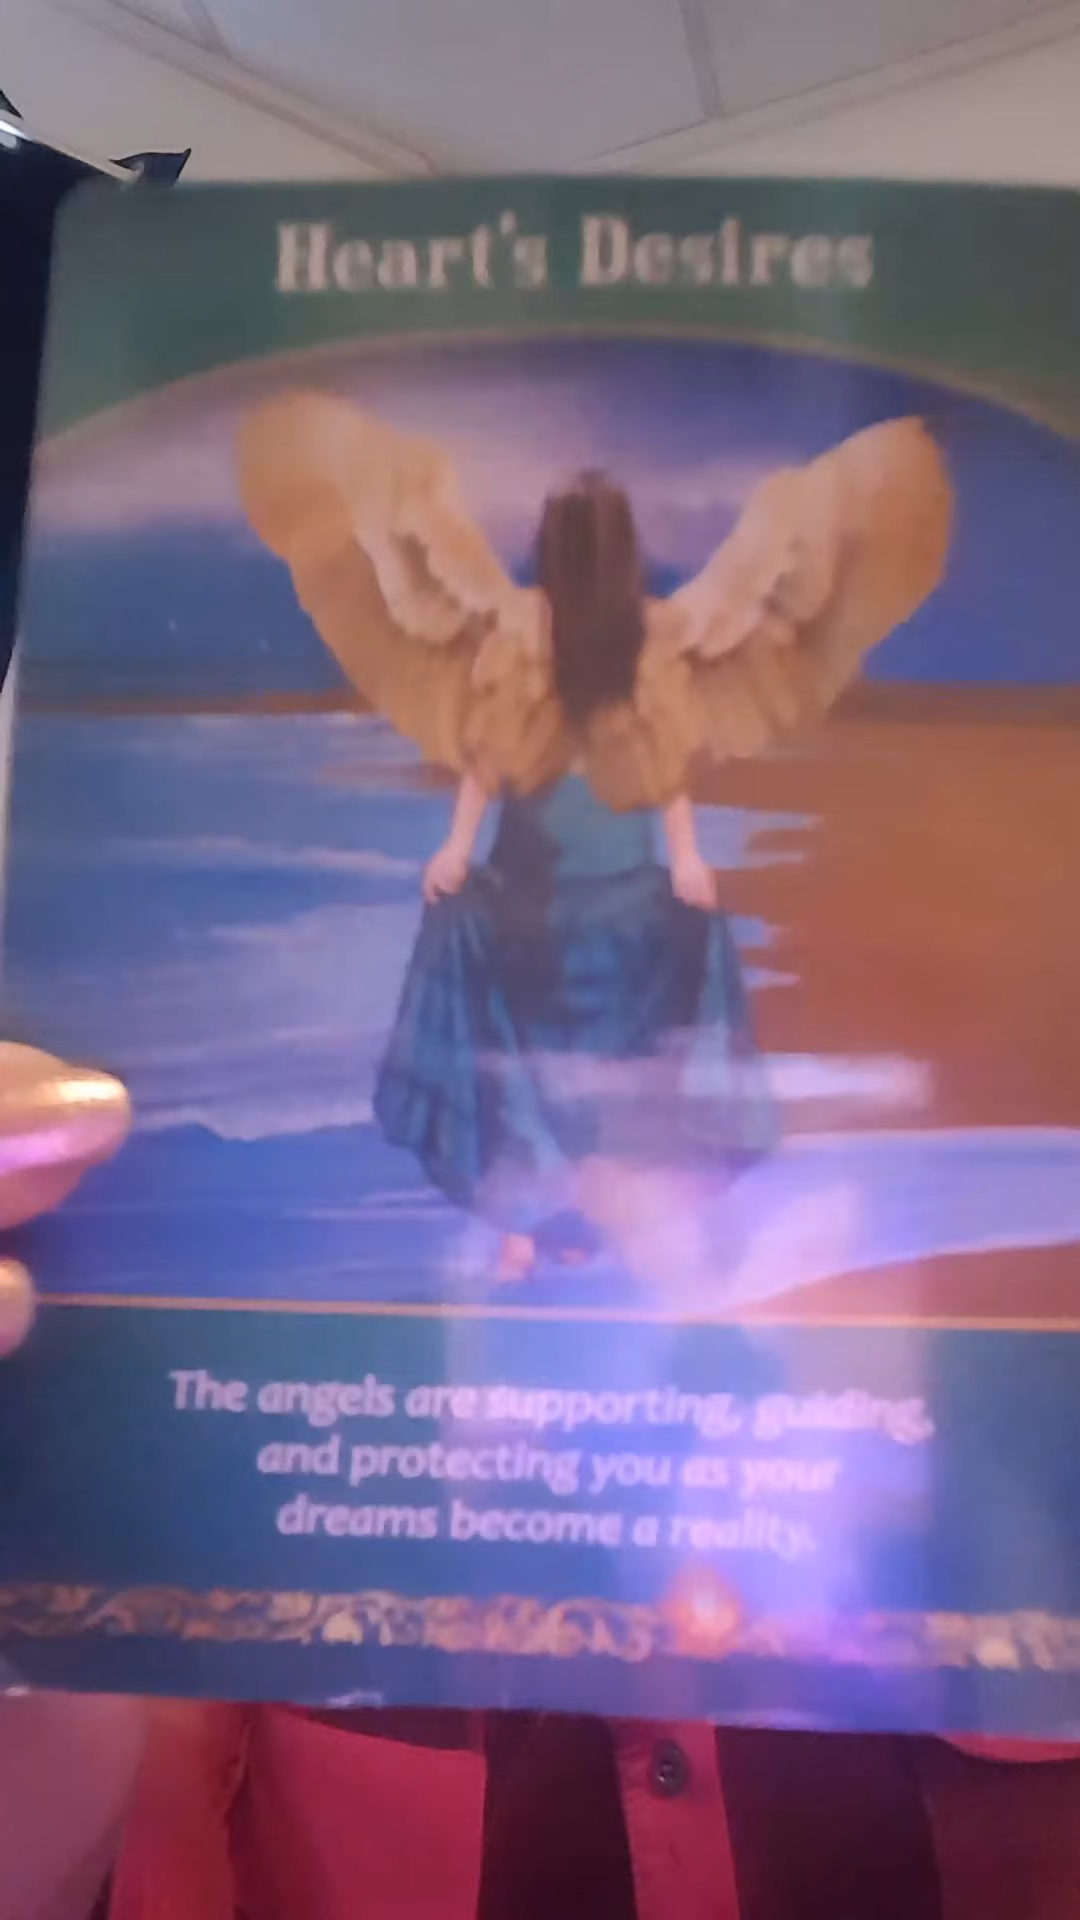 Heart's Desires
The angels are supporting, guiding,
and protecting you as your
dreams become a reality.